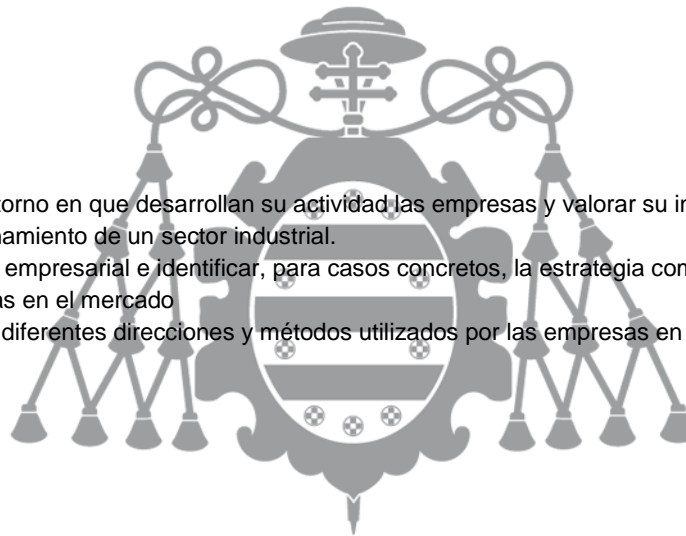 torno en que desarrollan su actividad las empresas y valorar su in
namiento de un sector industrial.
empresarial e identificar, para casos concretos, la estrategia com
as en el mercado
diferentes direcciones y métodos utilizados por las empresas en